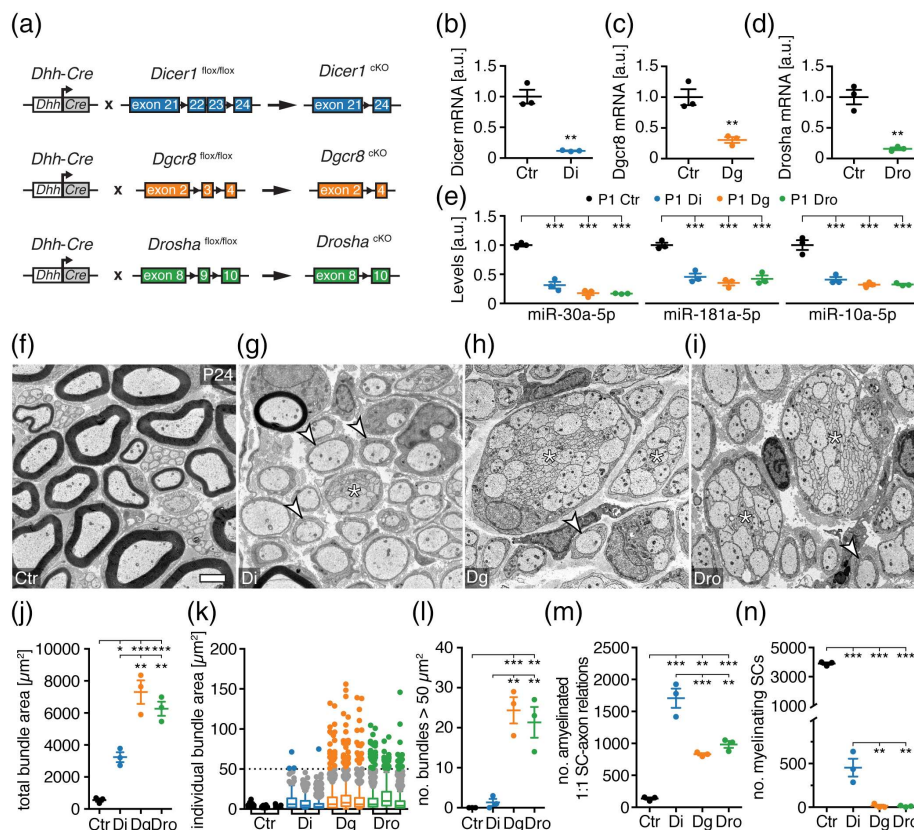 (a)
Dhh-Cre Dicer1 flox/flox Dicer1 cKO
Dhh Cre x exon 21 22 23 24 exon 21 24
Dhh-Cre Dgcr8 flox/flox Dgcr8 cKO
Dhh Cre x exon 2 3 4 exon 2 4
Dhh-Cre Drosha flox/flox Drosha cKO
Dhh Cre x exon 8 9 10 exon 8 10
(b)
Dicer mRNA [a.u.]
1.5
1.0
0.5
0
**
Ctr Di
(c)
Dgcr8 mRNA [a.u.]
1.5
1.0
0.5
0
**
Ctr Dg
(d)
Drosha mRNA [a.u.]
1.5
1.0
0.5
0
**
Ctr Dro
(e)
P1 Ctr P1 Di P1 Dg P1 Dro
Levels [a.u.]
1.5
1.0
0.5
0
*** *** *** *** *** *** *** *** ***
miR-30a-5p miR-181a-5p miR-10a-5p
(f) (g) (h) (i)
P24
* * * * *
Ctr Di Dg Dro
(j)
total bundle area [µm²]
10000
8000
6000
4000
2000
0
* *** ***
** **
Ctr Di Dg Dro
(k)
individual bundle area [µm²]
200
150
100
50
0
Ctr Di Dg Dro
(l)
no. bundles > 50 µm²
40
30
20
10
0
*** **
** **
Ctr Di Dg Dro
(m)
no. amyelinated
1:1 SC-axon relations
2500
2000
1500
1000
500
0
*** ** ***
*** **
Ctr Di Dg Dro
(n)
no. myelinating SCs
5000
4000
3000
1000
500
0
*** *** ***
** **
Ctr Di Dg Dro